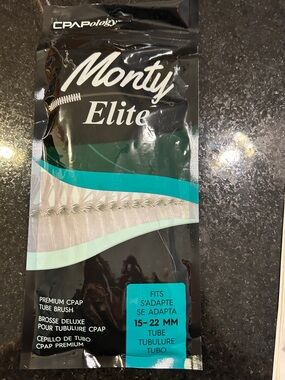 CPAPology
Monty
Elite
PREMIUM CPAP
TUBE BRUSH
BROSSE DELUXE
POUR TUBULURE CPAP
CEPILLO DE TUBO
CPAP PREMIUM
FITS
S'ADAPTE
SE ADAPTA
15-22 MM
TUBE
TUBULURE
TUBO